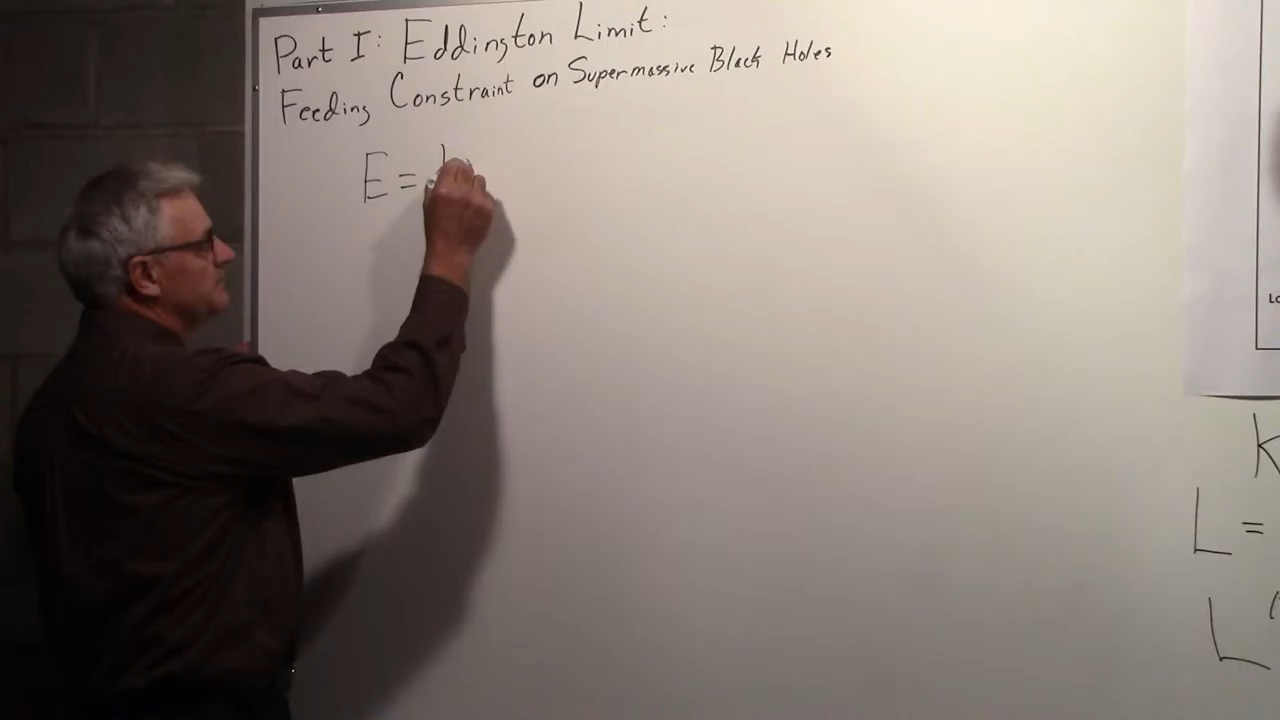 Part I: Eddington Limit:
Feeding Constraint on Supermassive Black Holes
E =
L =
L